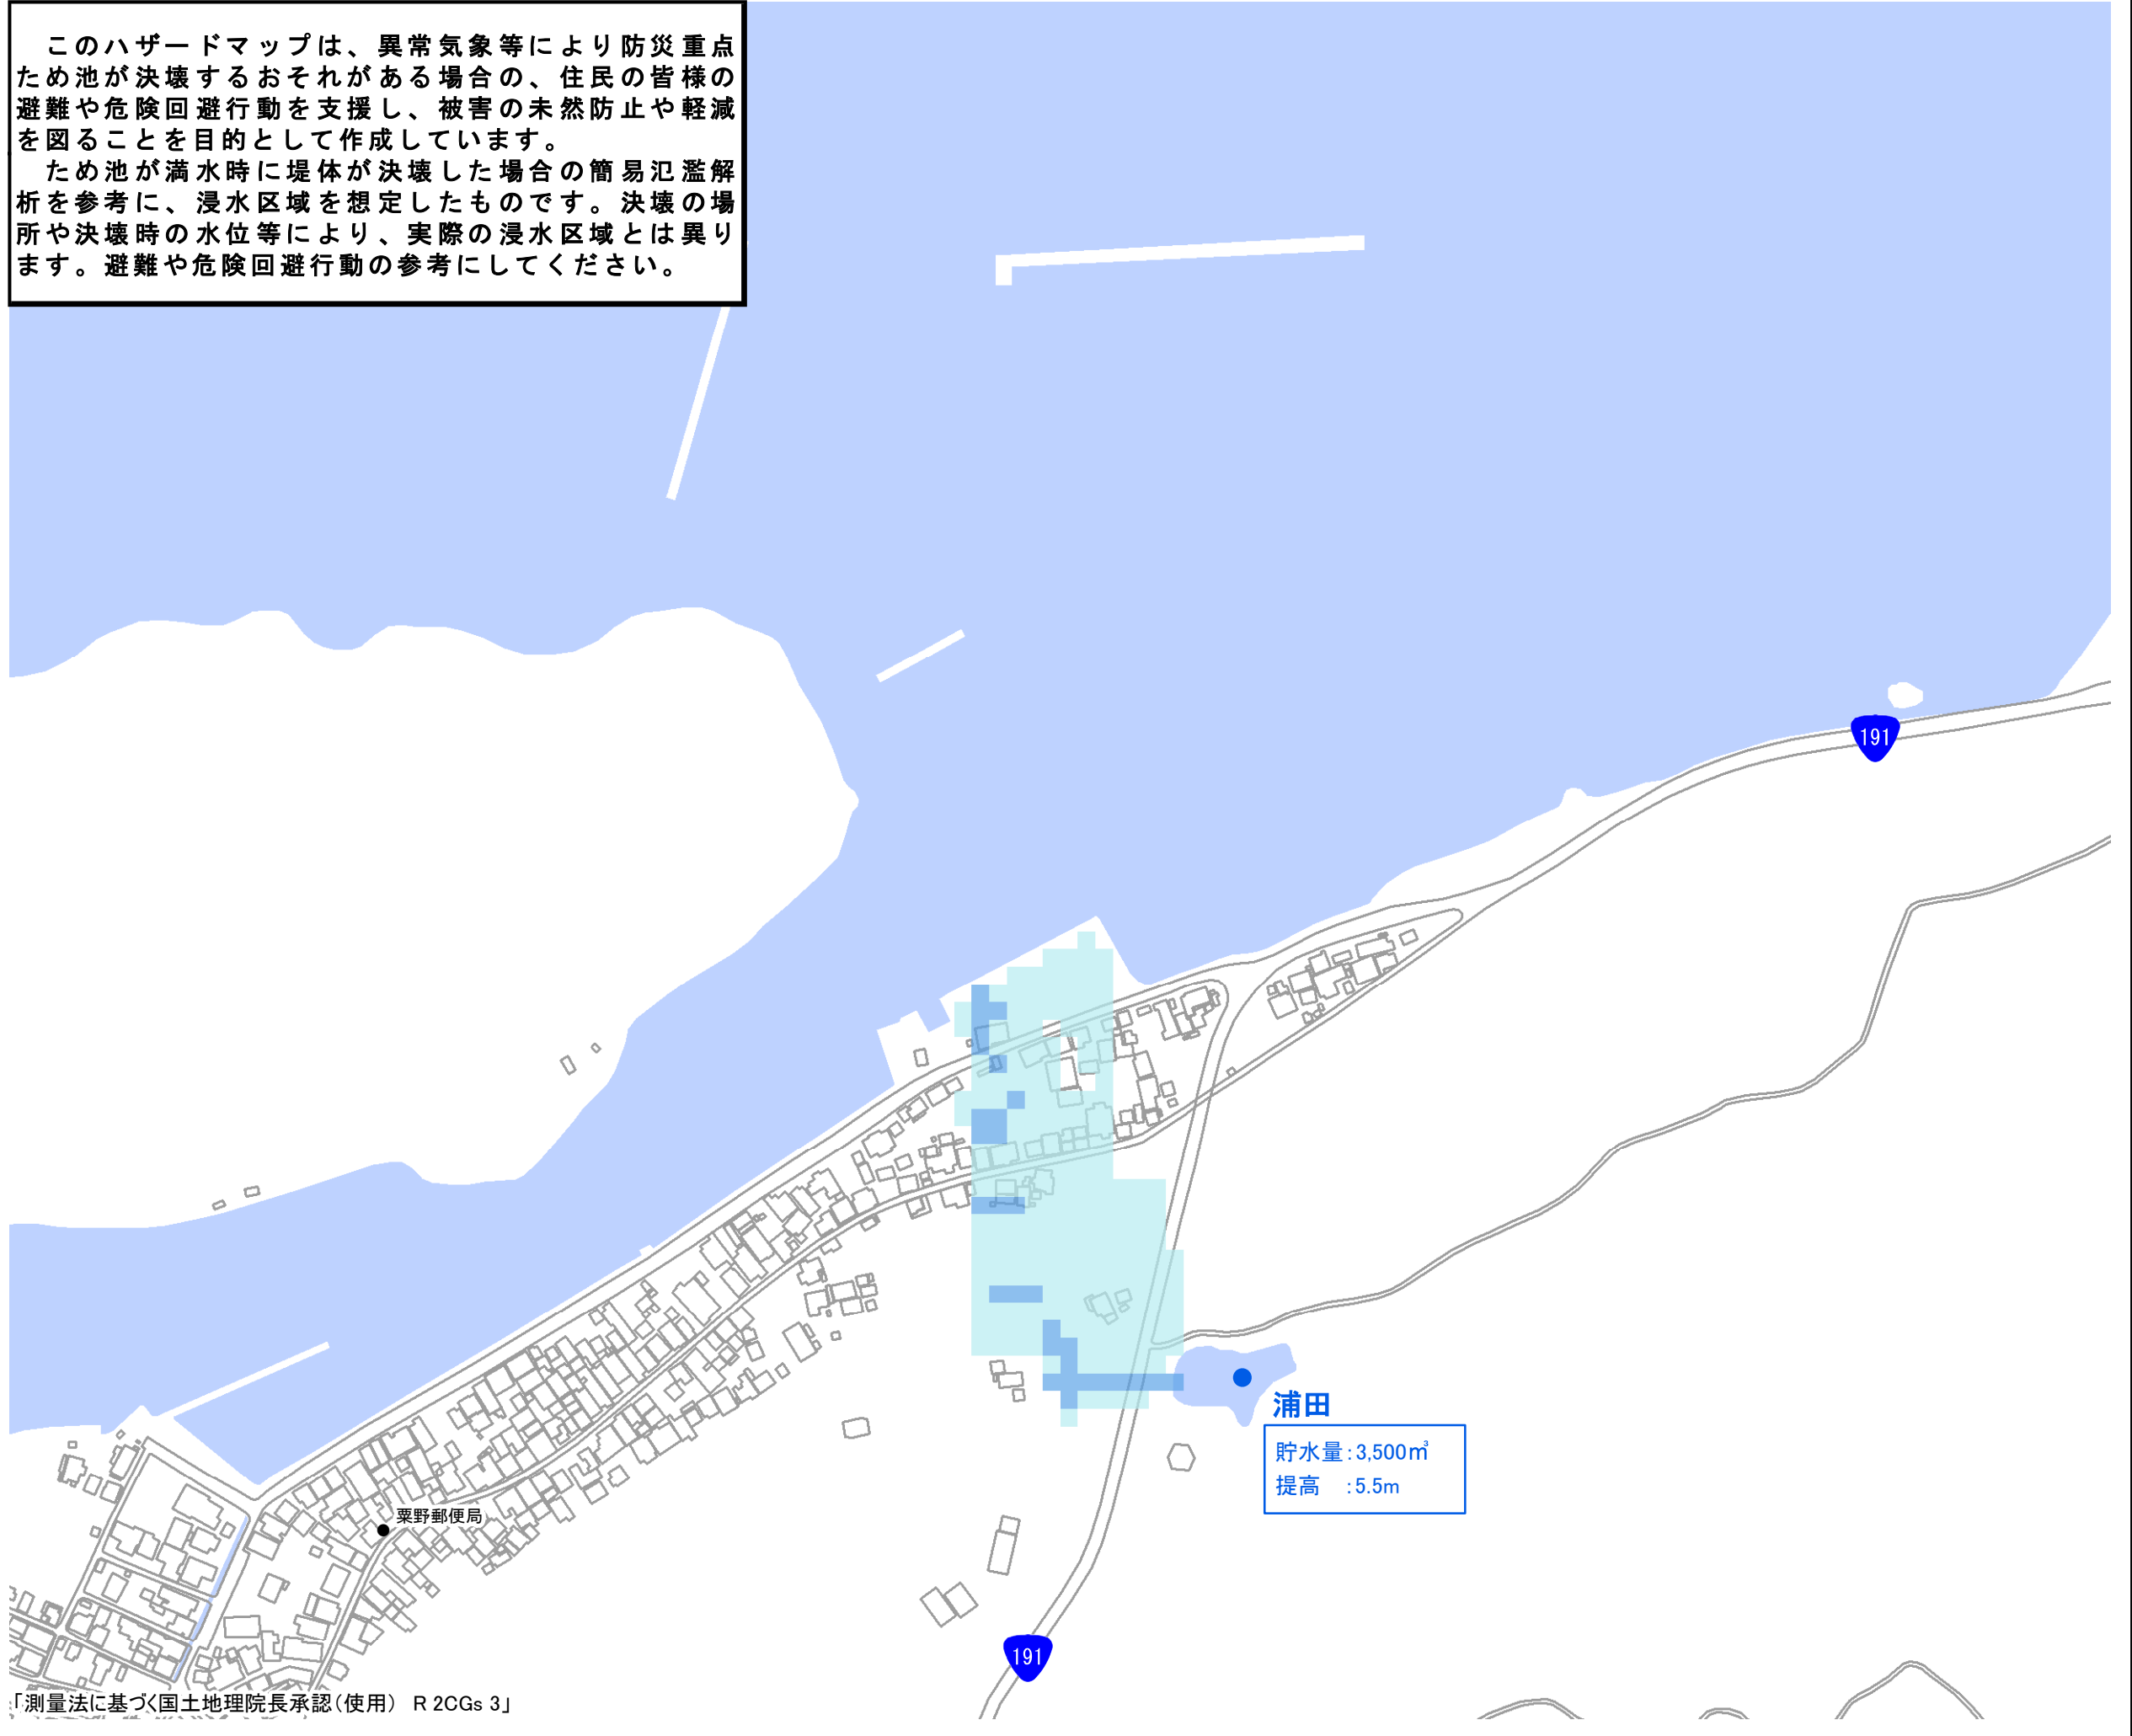 このハザードマップは、異常気象等により防災重点
ため池が決壊するおそれがある場合の、住民の皆様の
避難や危険回避行動を支援し、被害の未然防止や軽減
を図ることを目的として作成しています。
ため池が満水時に堤体が決壊した場合の簡易氾濫解
析を参考に、浸水区域を想定したものです。決壊の場
所や決壊時の水位等により、実際の浸水区域とは異り
ます。避難や危険回避行動の参考にしてください。
191
浦田
貯水量:3,500㎥
提高 :5.5m
粟野郵便局
191
「測量法に基づく国土地理院長承認(使用) R 2CGs 3」